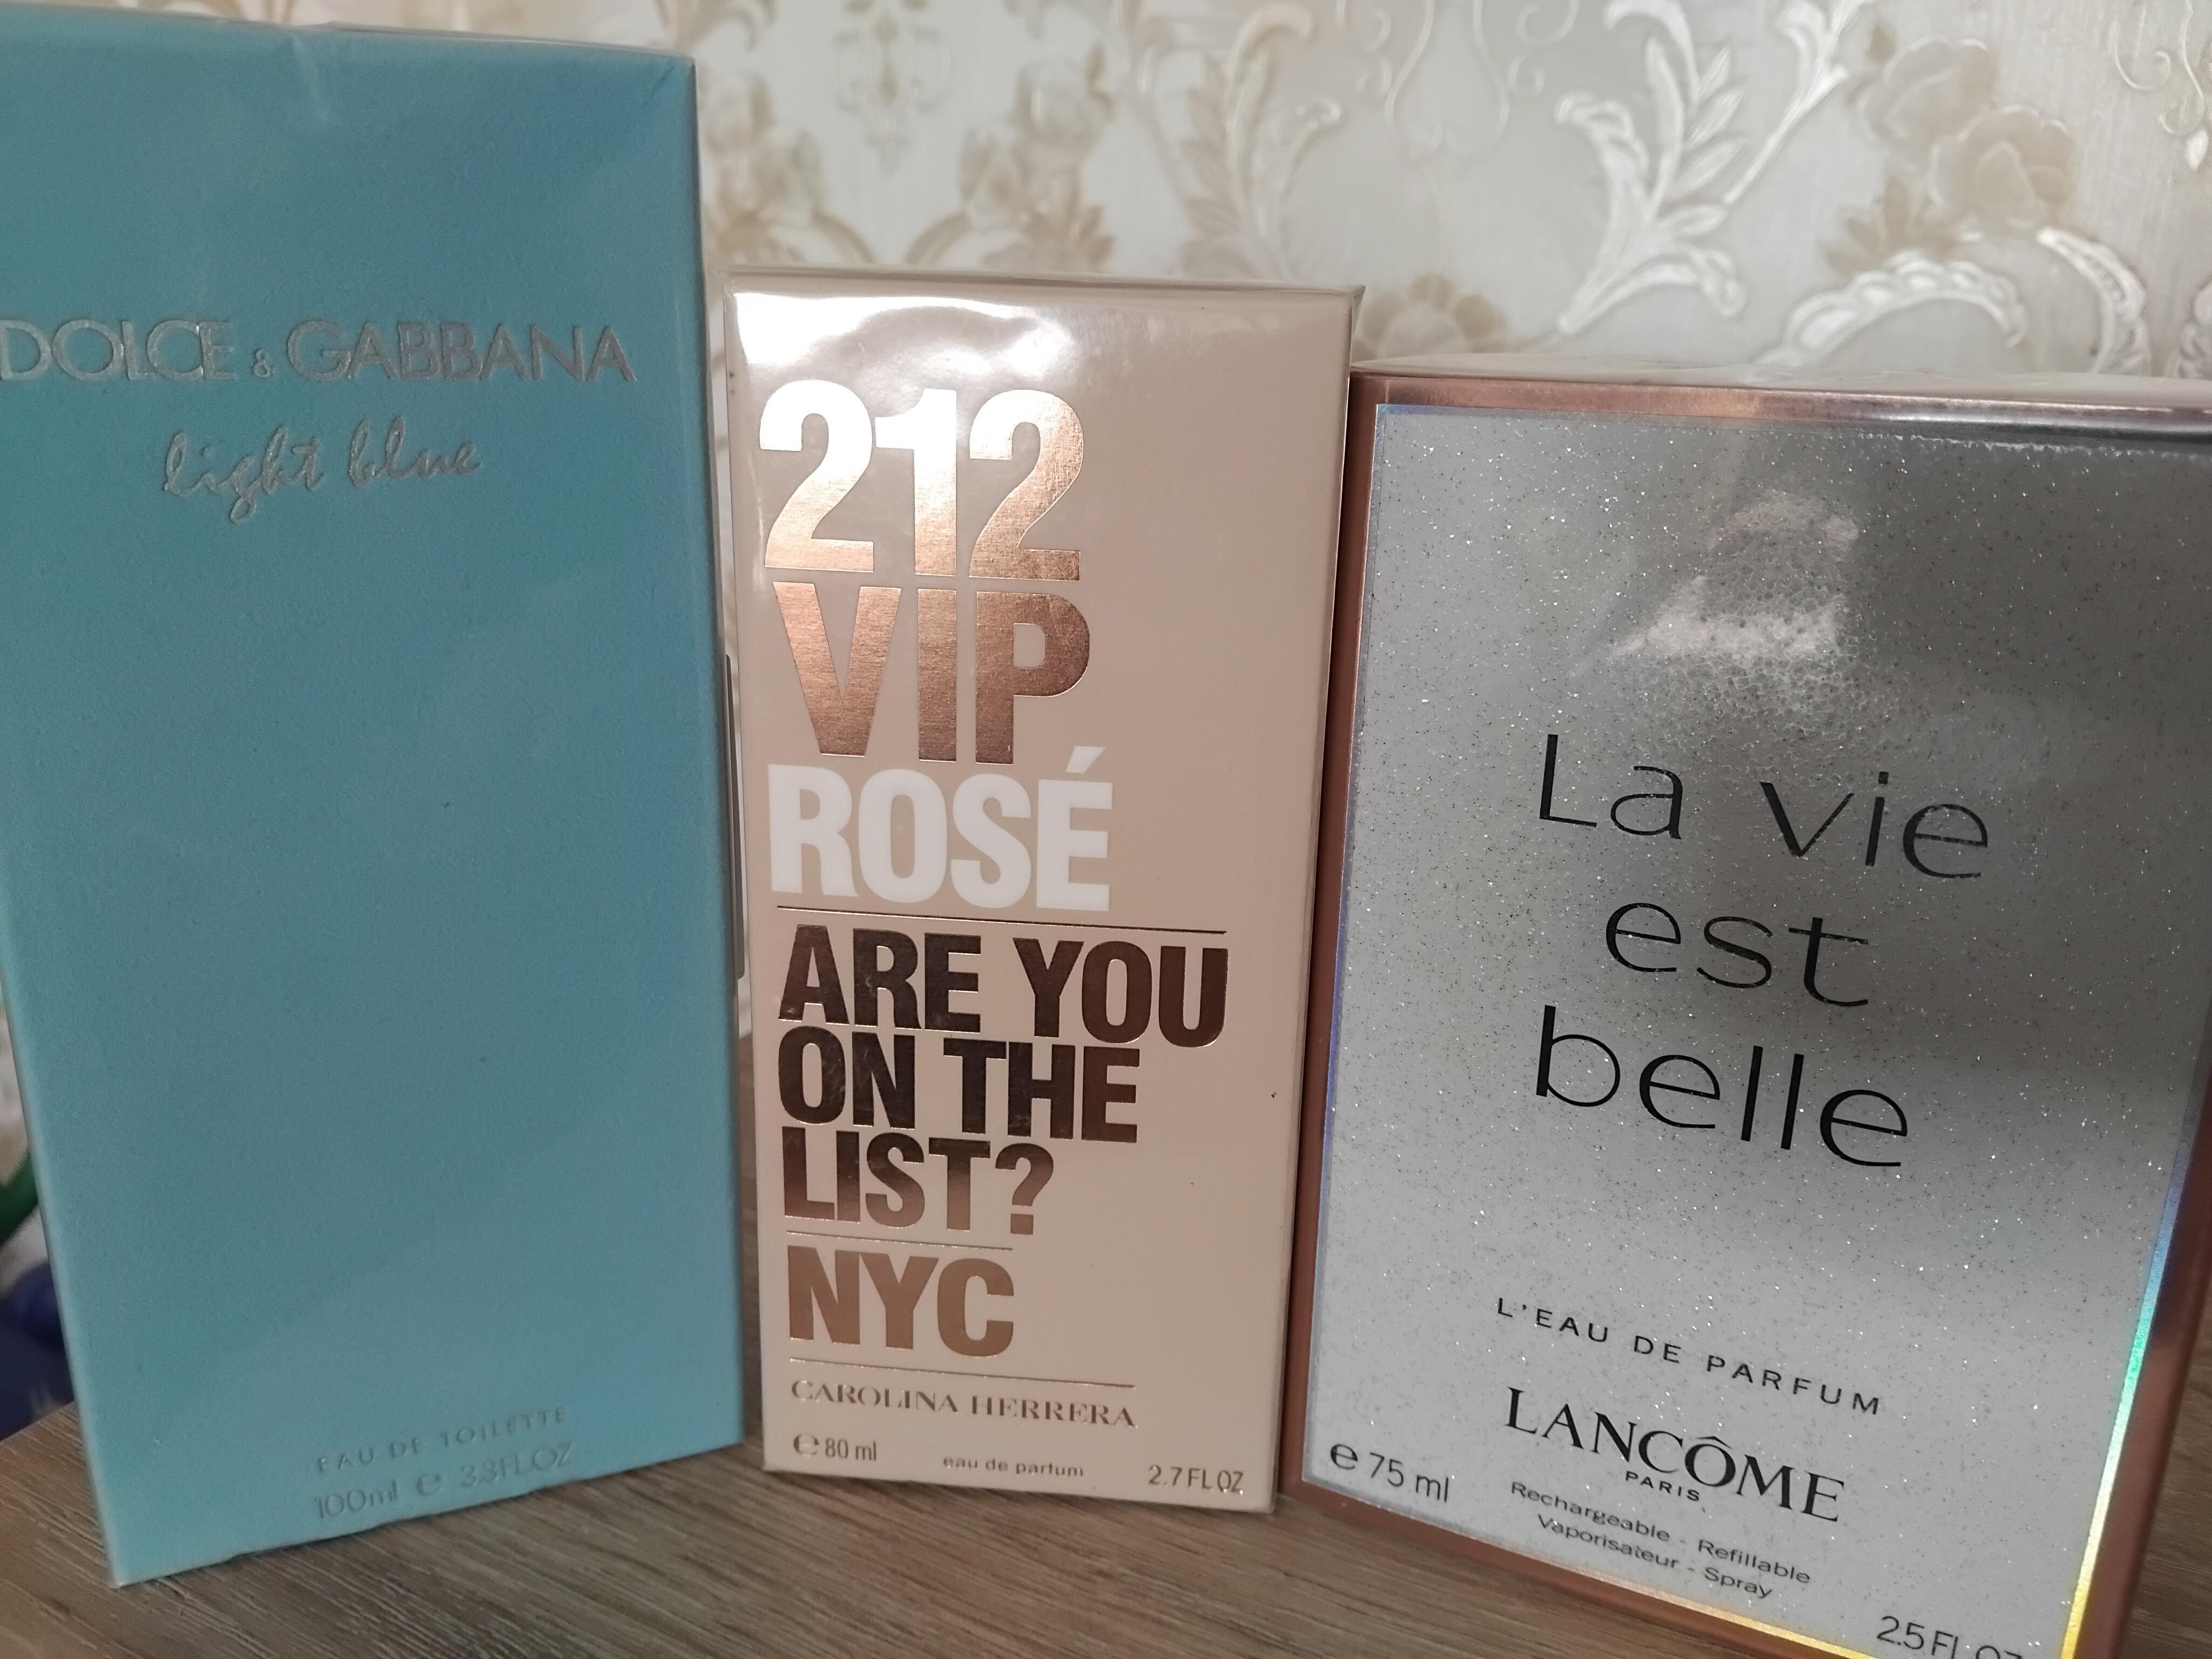 DOLCE & GABBANA
light blue
EAU DE TOILETTE
100ml e 3.3FL.OZ
212
VIP
ROSÉ
ARE YOU
ON THE
LIST?
NYC
CAROLINA HERRERA
e 80 ml eau de parfum 2.7 FL OZ
La vie
est
belle
L'EAU DE PARFUM
LANCÔME
PARIS
e 75 ml
Rechargeable - Refillable
Vaporisateur - Spray
2.5 FL OZ